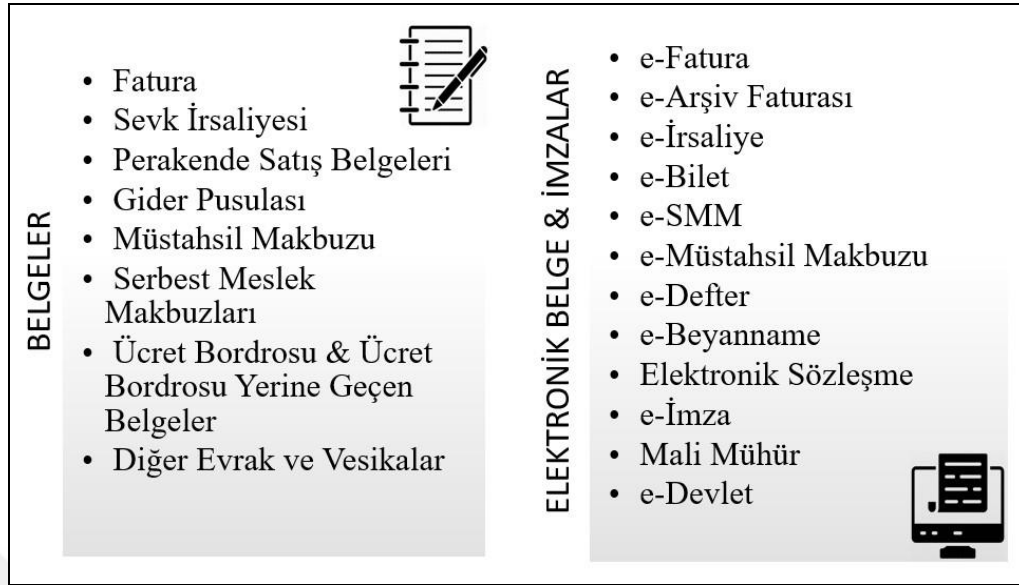 BELGELER
• Fatura
• Sevk İrsaliyesi
• Perakende Satış Belgeleri
• Gider Pusulası
• Müstahsil Makbuzu
• Serbest Meslek
Makbuzları
• Ücret Bordrosu & Ücret
Bordrosu Yerine Geçen
Belgeler
• Diğer Evrak ve Vesikalar
ELEKTRONİK BELGE & İMZALAR
• e-Fatura
• e-Arşiv Faturası
• e-İrsaliye
• e-Bilet
• e-SMM
• e-Müstahsil Makbuzu
• e-Defter
• e-Beyanname
• Elektronik Sözleşme
• e-İmza
• Mali Mühür
• e-Devlet